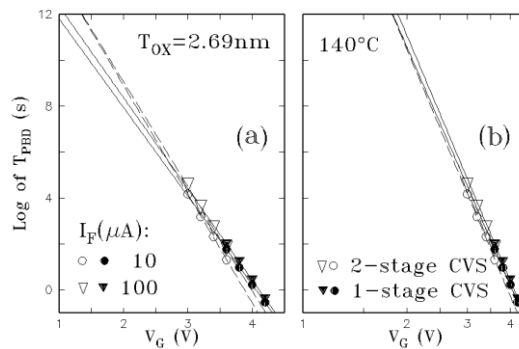 12
8
4
0
Log of T_PBD (s)
T_OX=2.69nm
(a)
I_F(μA):
10
100
1
2
3
4
V_G (V)
140°C
(b)
2-stage CVS
1-stage CVS
1
2
3
4
V_G (V)